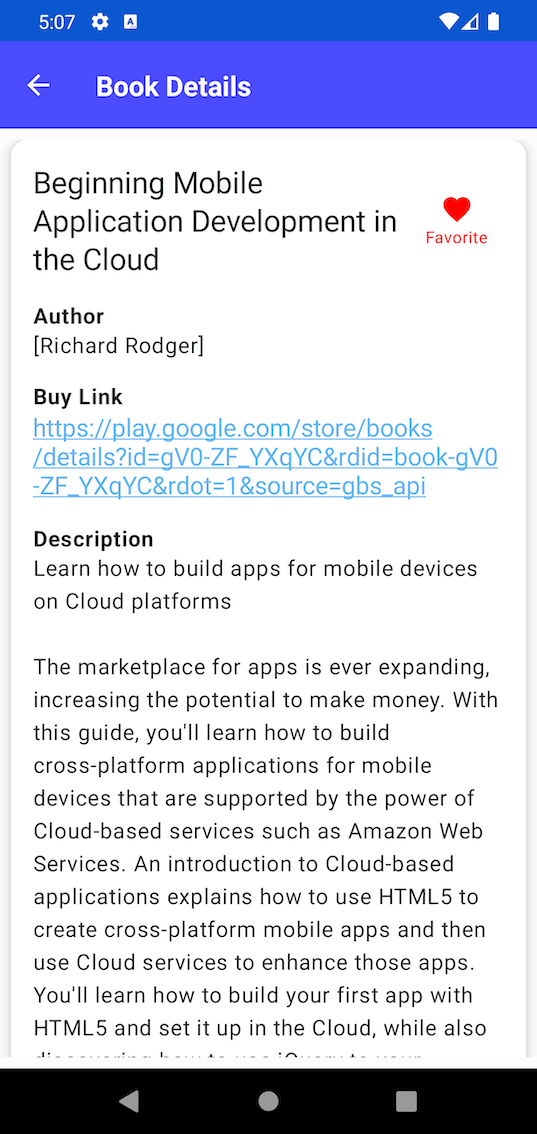 5:07
A
Book Details
Beginning Mobile
Application Development in
the Cloud
Favorite
Author
[Richard Rodger]
Buy Link
https://play.google.com/store/books
/details?id=gV0-ZF_YXqYC&rdid=book-gV0
-ZF_YXqYC&rdot=1&source=gbs_api
Description
Learn how to build apps for mobile devices
on Cloud platforms
The marketplace for apps is ever expanding,
increasing the potential to make money. With
this guide, you'll learn how to build
cross-platform applications for mobile
devices that are supported by the power of
Cloud-based services such as Amazon Web
Services. An introduction to Cloud-based
applications explains how to use HTML5 to
create cross-platform mobile apps and then
use Cloud services to enhance those apps.
You'll learn how to build your first app with
HTML5 and set it up in the Cloud, while also
discovering how to use jQuery to your